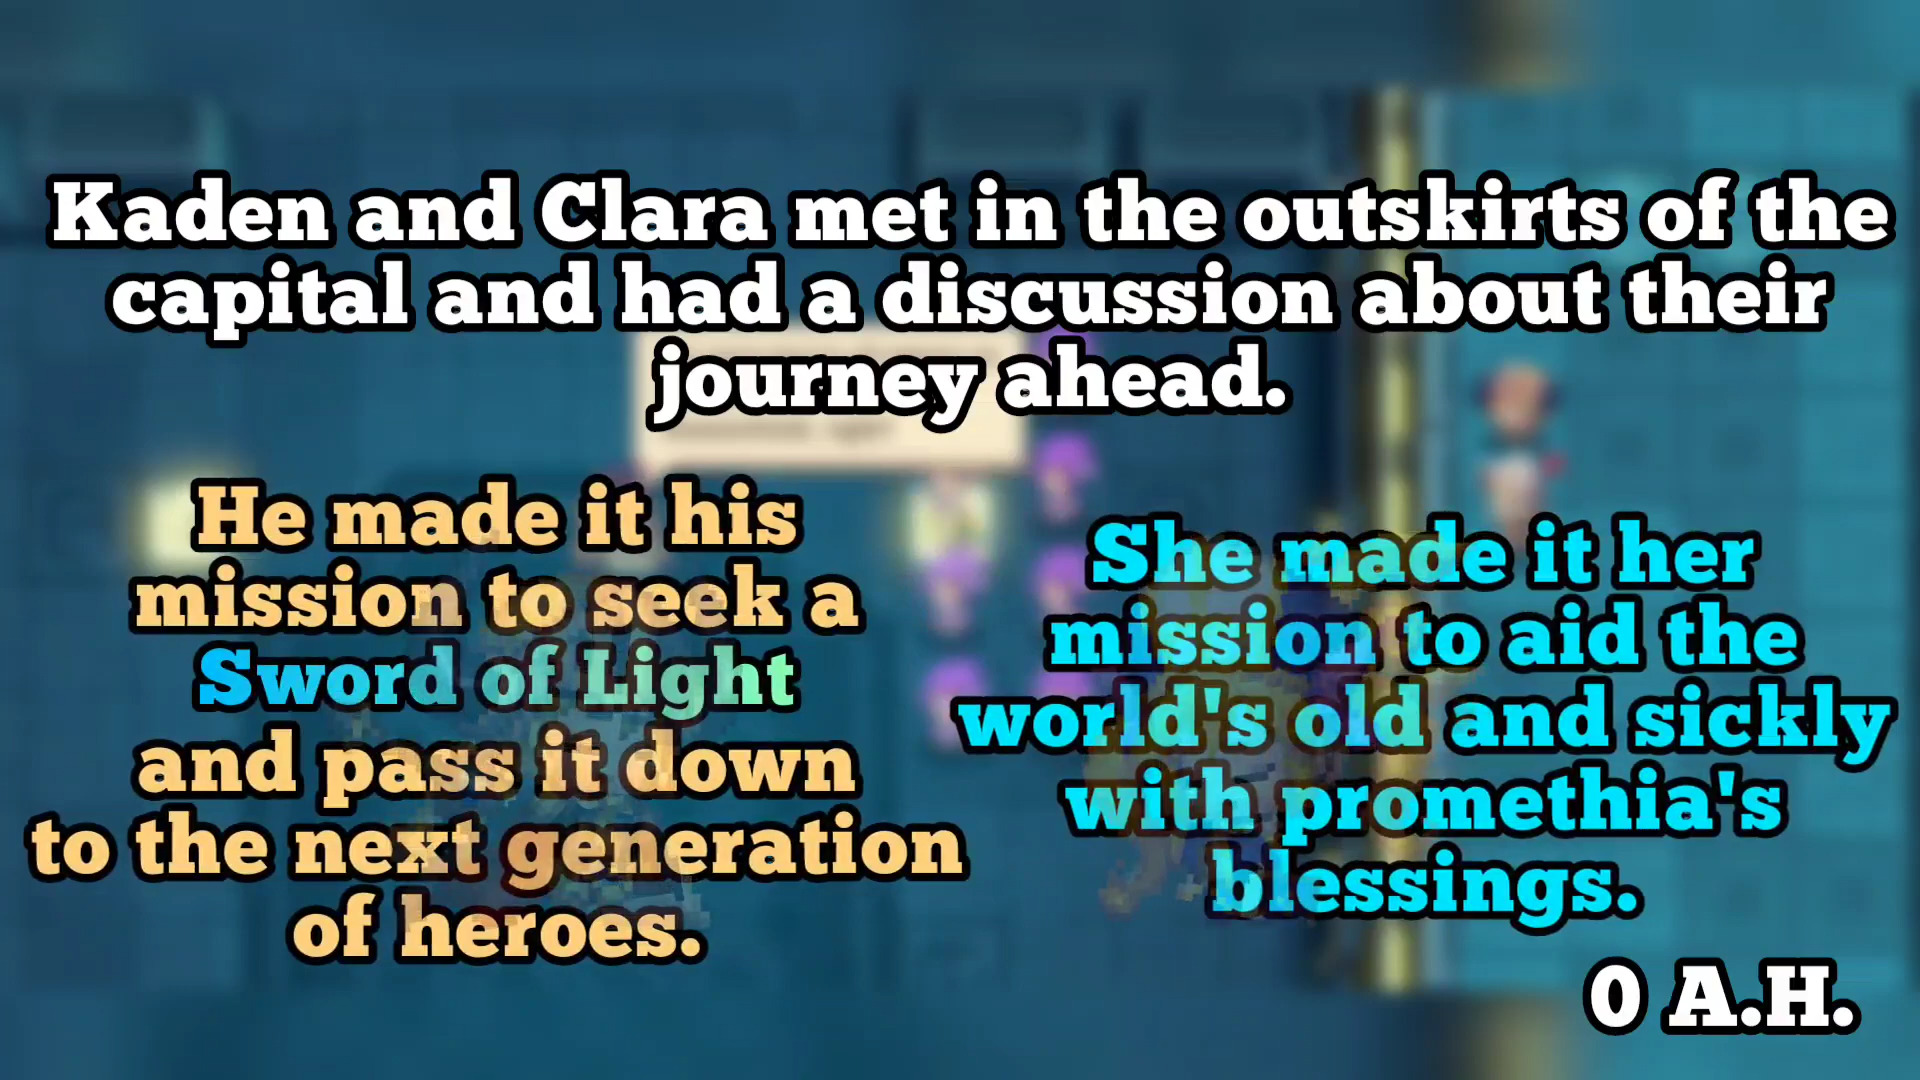 Kaden and Clara met in the outskirts of the
capital and had a discussion about their
journey ahead.
He made it his
mission to seek a
Sword of Light
and pass it down
to the next generation
of heroes.
She made it her
mission to aid the
world's old and sickly
with promethia's
blessings.
0 A.H.